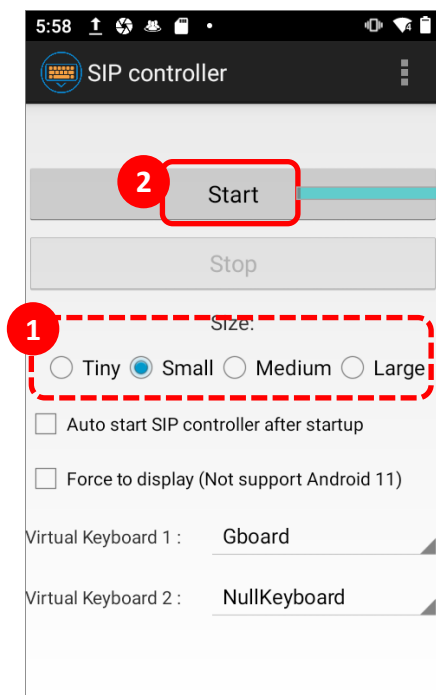 5:58
SIP controller
2
Start
Stop
1
Size:
Tiny Small Medium Large
Auto start SIP controller after startup
Force to display (Not support Android 11)
Virtual Keyboard 1 : Gboard
Virtual Keyboard 2 : NullKeyboard